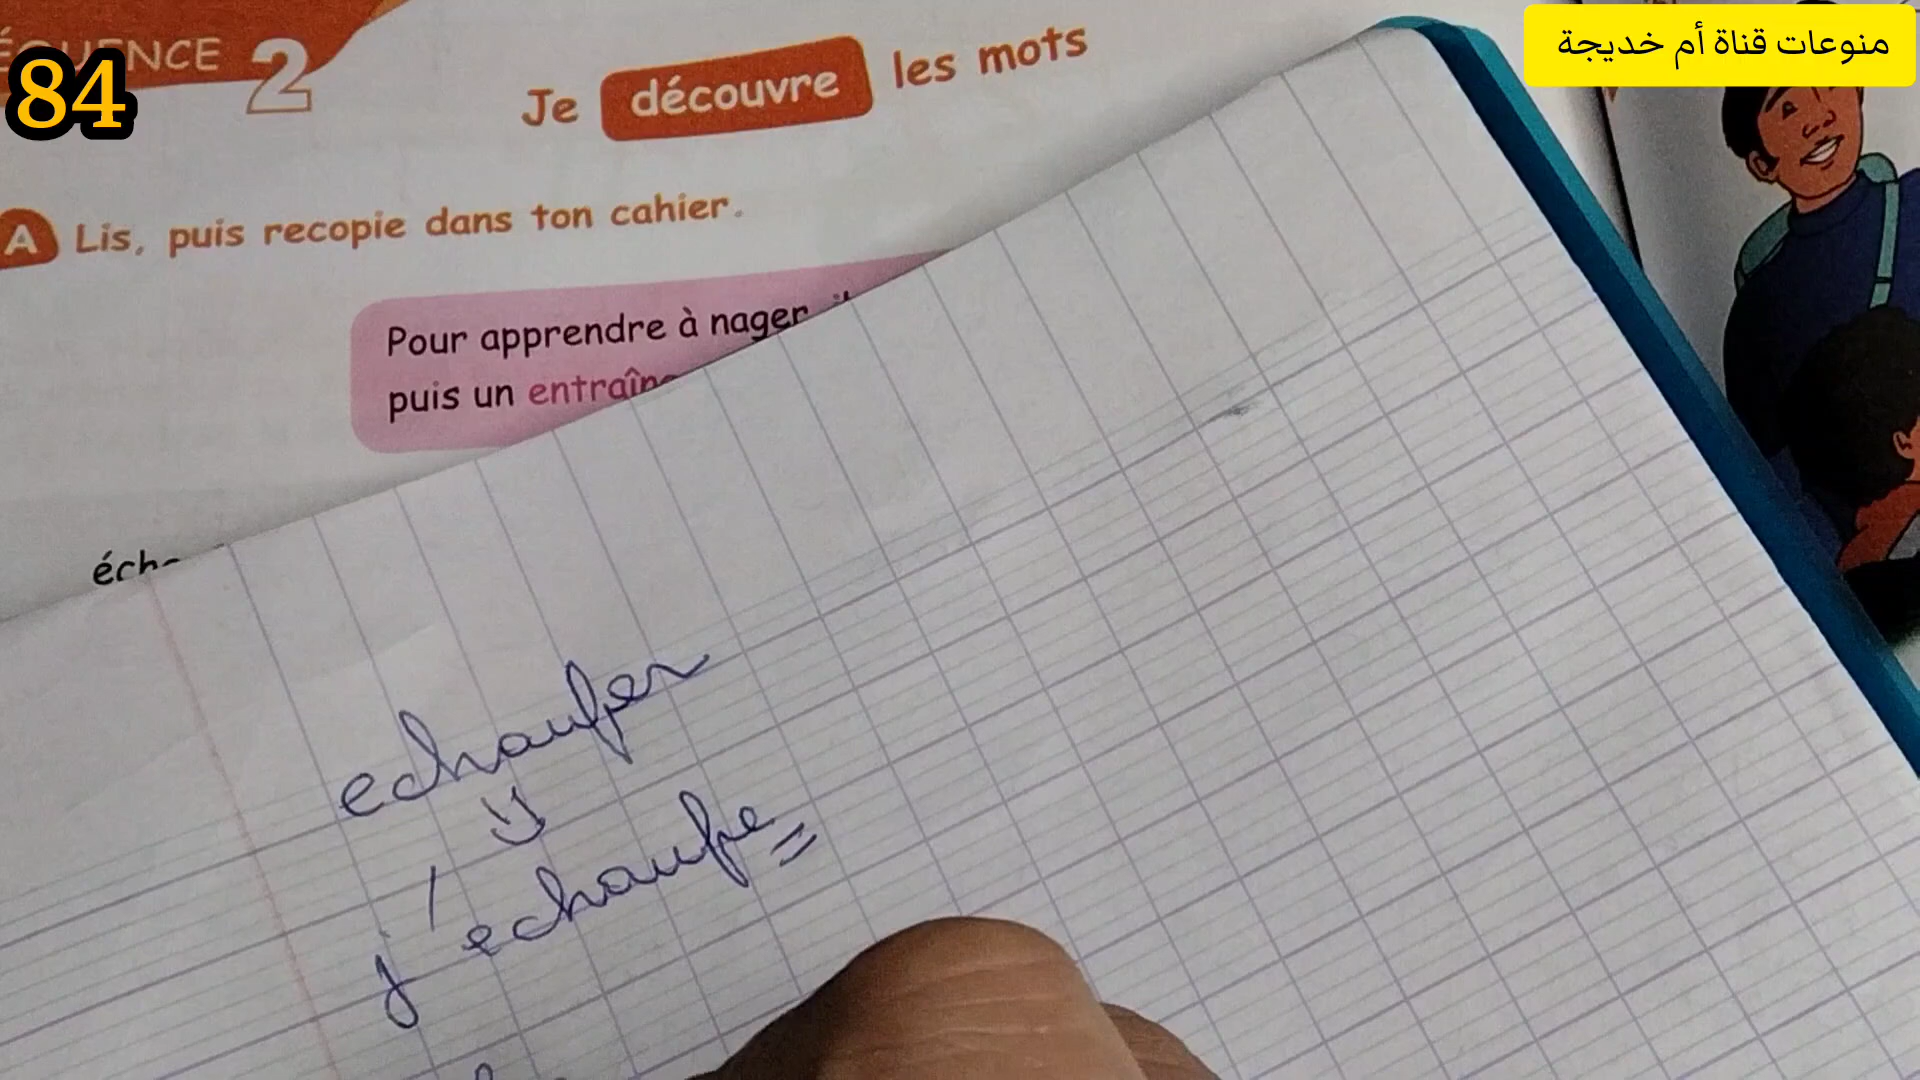 منوعات قناة أم خديجة
84
ÉQUENCE 2
Je découvre les mots
A Lis, puis recopie dans ton cahier.
Pour apprendre à nager
puis un entraîn
éch
echaufer
j'echaufe